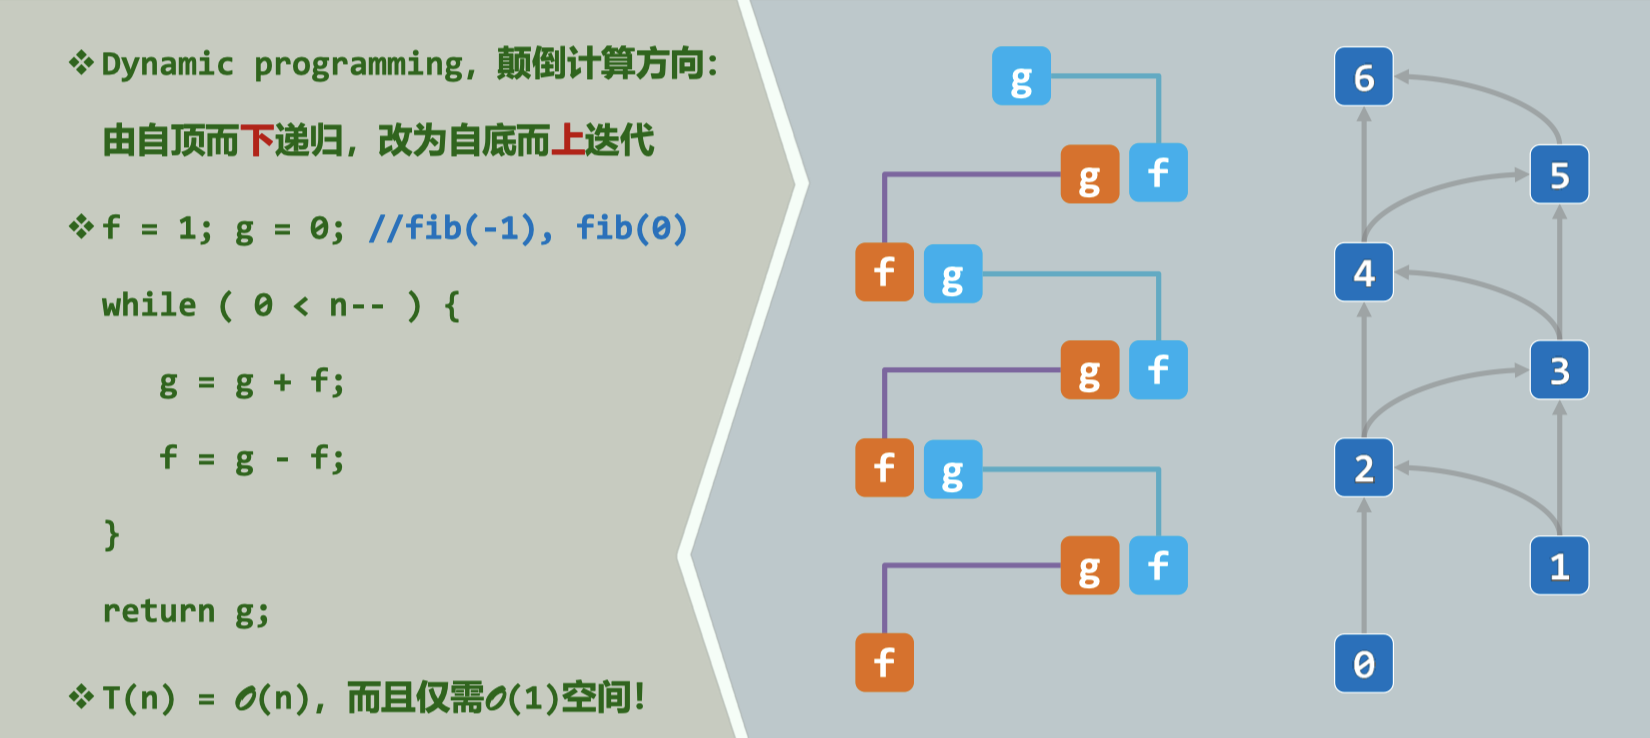 ❖ Dynamic programming, 颠倒计算方向:
由自顶而下递归, 改为自底而上迭代
❖ f = 1; g = 0; //fib(-1), fib(0)
while ( 0 < n-- ) {
g = g + f;
f = g - f;
}
return g;
❖ T(n) = 𝒪(n), 而且仅需𝒪(1)空间!
g 6
g f 5
f g 4
g f 3
f g 2
g f 1
f 0